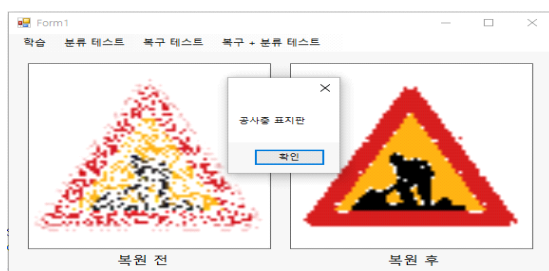 Form1
학습 분류 테스트 복구 테스트 복구 + 분류 테스트
공사중 표지판
확인
복원 전 복원 후